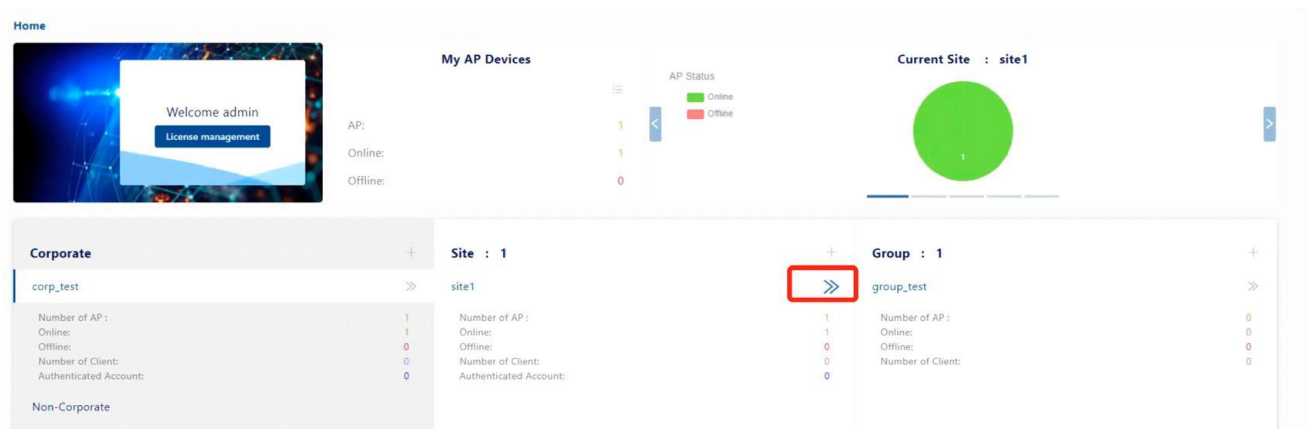 Home
My AP Devices
Current Site : site1
AP Status
Online
Offline
Welcome admin
License management
AP: 1
Online: 1
Offline: 0
1
Corporate
corp_test
Number of AP : 1
Online: 1
Offline: 0
Number of Client: 0
Authenticated Account: 0
Non-Corporate
Site : 1
site1
Number of AP : 1
Online: 1
Offline: 0
Number of Client: 0
Authenticated Account: 0
Group : 1
group_test
Number of AP : 0
Online: 0
Offline: 0
Number of Client: 0